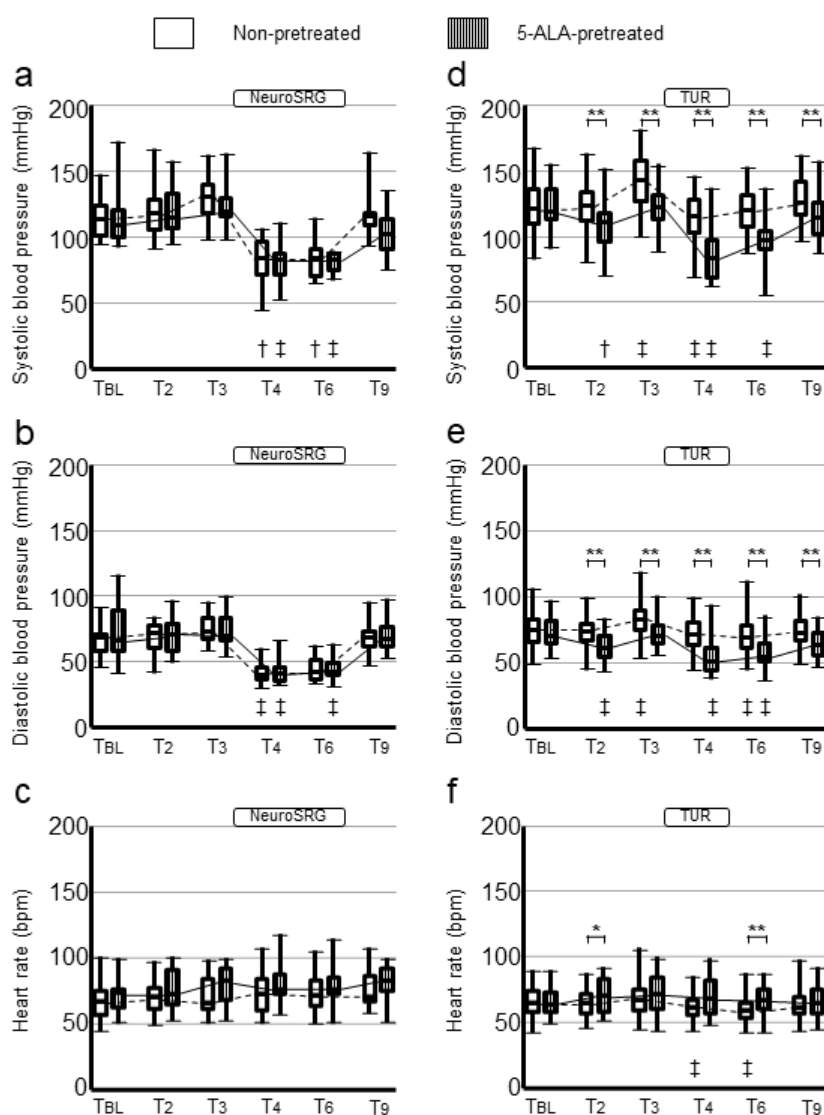 Non-pretreated 5-ALA-pretreated
a
NeuroSRG
Systolic blood pressure (mmHg)
200
150
100
50
0
† ‡ † ‡
TBL T2 T3 T4 T6 T9
d
TUR
Systolic blood pressure (mmHg)
200
150
100
50
0
** ** ** ** **
† ‡ ‡ ‡ ‡
TBL T2 T3 T4 T6 T9
b
NeuroSRG
Diastolic blood pressure (mmHg)
200
150
100
50
0
‡ ‡ ‡
TBL T2 T3 T4 T6 T9
e
TUR
Diastolic blood pressure (mmHg)
200
150
100
50
0
** ** ** ** **
‡ ‡ ‡ ‡ ‡
TBL T2 T3 T4 T6 T9
c
NeuroSRG
Heart rate (bpm)
200
150
100
50
0
TBL T2 T3 T4 T6 T9
f
TUR
Heart rate (bpm)
200
150
100
50
0
* **
‡ ‡
TBL T2 T3 T4 T6 T9